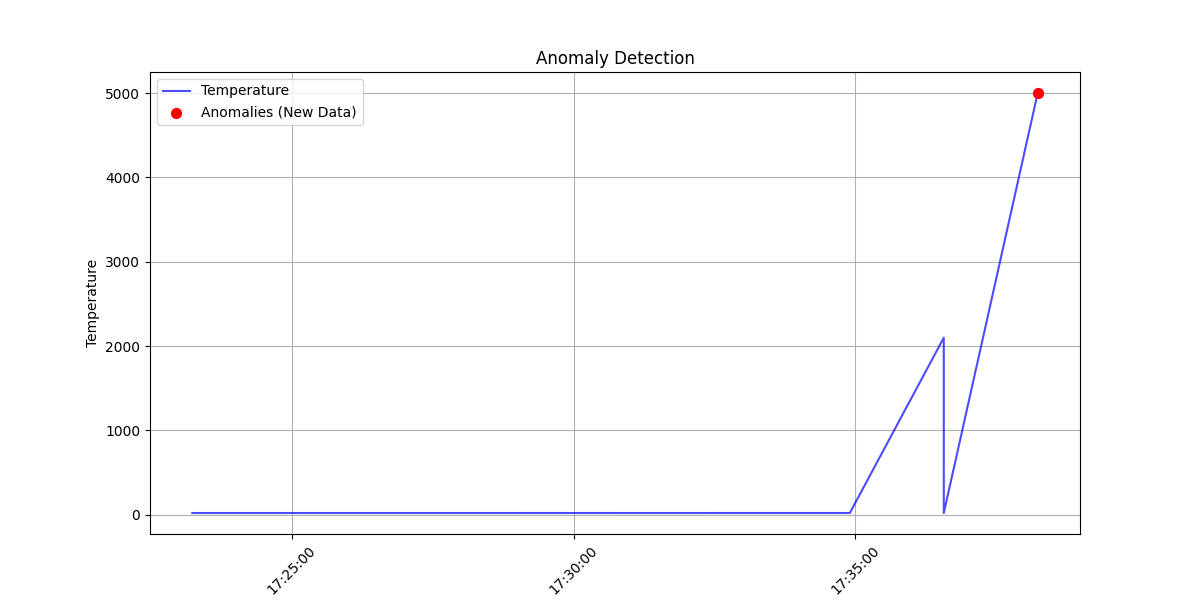 Anomaly Detection
Temperature
Anomalies (New Data)
Temperature
5000
4000
3000
2000
1000
0
17:25:00
17:30:00
17:35:00